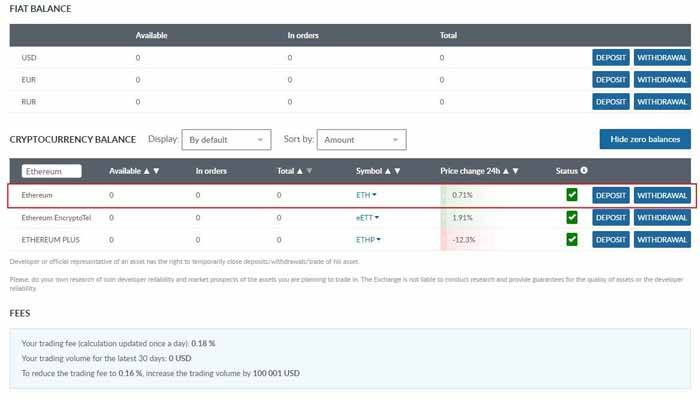 FIAT BALANCE
Available In orders Total
USD 0 0 0 DEPOSIT WITHDRAWAL
EUR 0 0 0 DEPOSIT WITHDRAWAL
RUR 0 0 0 DEPOSIT WITHDRAWAL
CRYPTOCURRENCY BALANCE Display: By default Sort by: Amount Hide zero balances
Ethereum Available ▲ ▼ In orders Total ▲ ▼ Symbol ▲ ▼ Price change 24h ▲ ▼ Status
Ethereum 0 0 0 ETH 0.71% DEPOSIT WITHDRAWAL
Ethereum EncryptoTel 0 0 0 eETT 1.91% DEPOSIT WITHDRAWAL
ETHEREUM PLUS 0 0 0 ETHP -12.3% DEPOSIT WITHDRAWAL
Developer or official representative of an asset has the right to temporarily close deposits/withdrawals/trade of his asset.
Please, do your own research of coin developer reliability and market prospects of the assets you are planning to trade in. The Exchange is not liable to conduct research and provide guarantees for the quality of assets or the developer
reliability.
FEES
Your trading fee (calculation updated once a day): 0.18 %
Your trading volume for the latest 30 days: 0 USD
To reduce the trading fee to 0.16 %, increase the trading volume by 100 001 USD